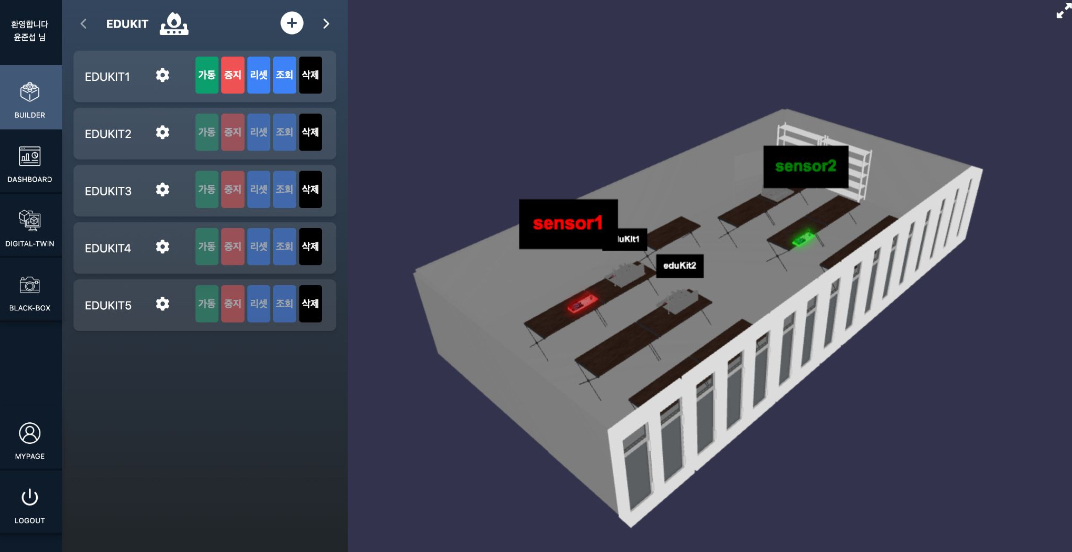 환영합니다
윤준섭 님
BUILDER
DASHBOARD
DIGITAL-TWIN
BLACK-BOX
MYPAGE
LOGOUT
EDUKIT
EDUKIT1 가동 중지 리셋 조회 삭제
EDUKIT2 가동 중지 리셋 조회 삭제
EDUKIT3 가동 중지 리셋 조회 삭제
EDUKIT4 가동 중지 리셋 조회 삭제
EDUKIT5 가동 중지 리셋 조회 삭제
sensor2
sensor1
eduKit2